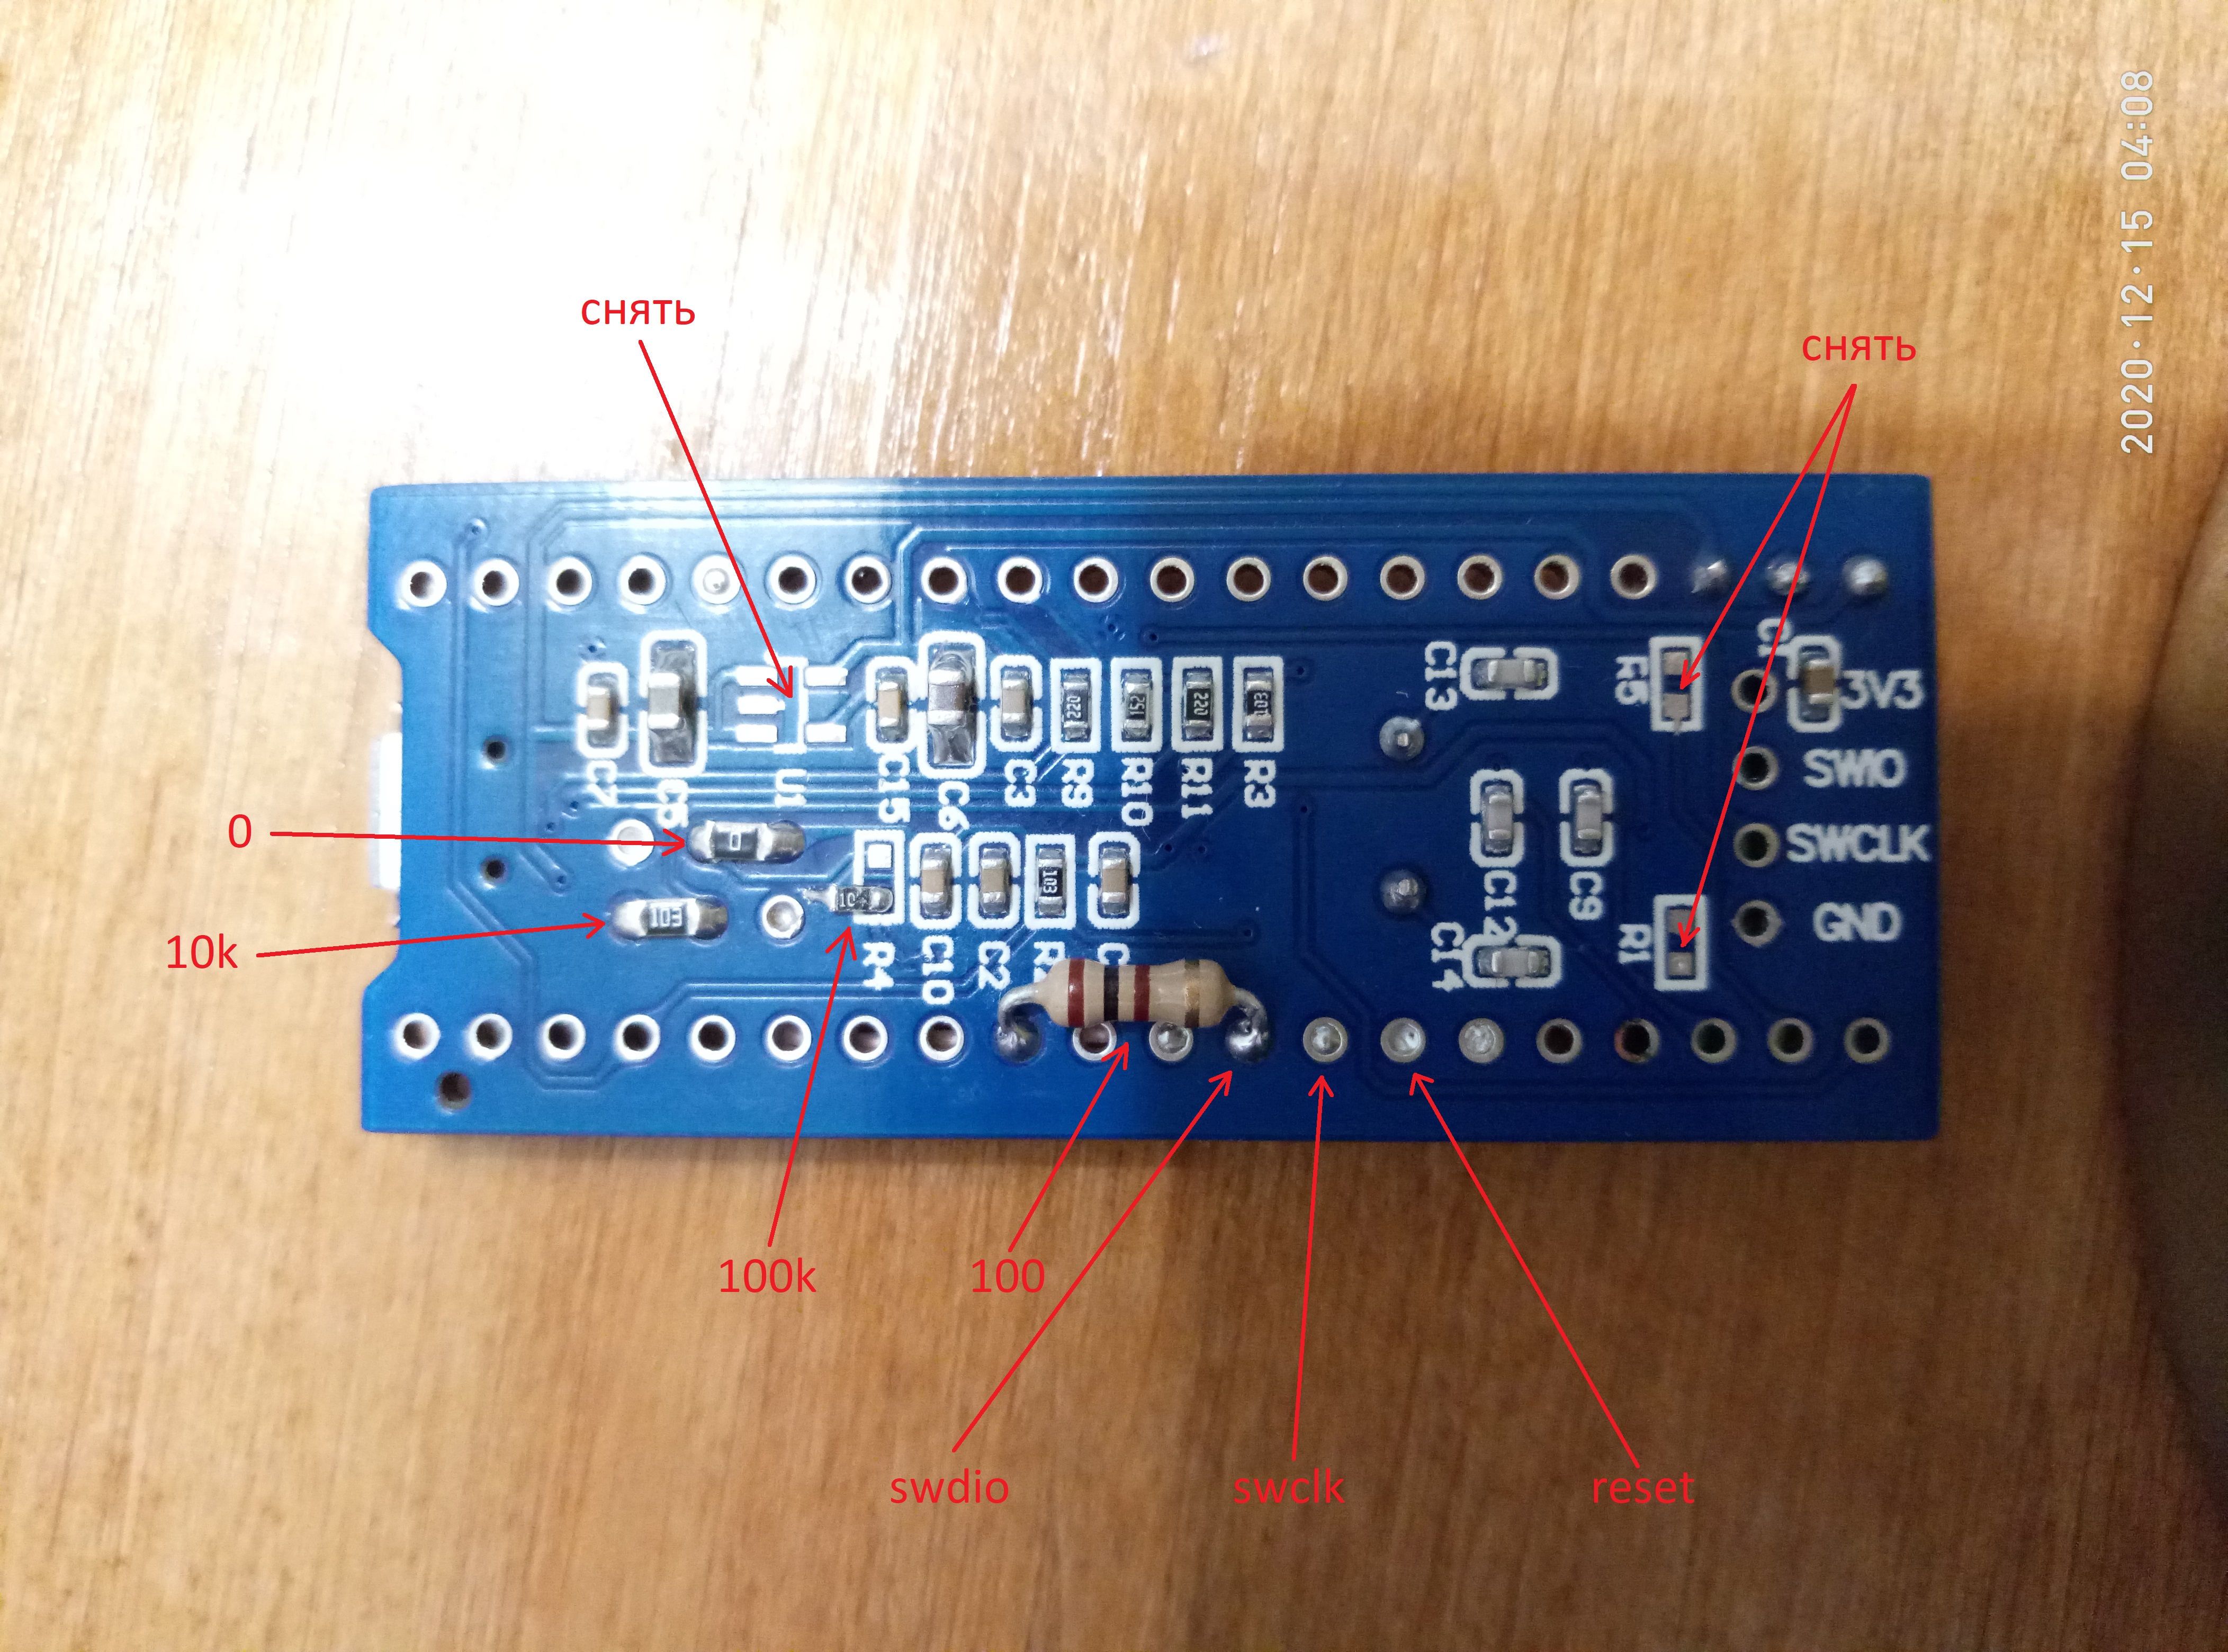 2020·12·15 04:08
снять
снять
C13
R5
C1
3V3
220
152
220
103
SWIO
C7
C5
U1
C15
C6
C3
R9
R10
R11
R3
0
0
SWCLK
10k
103
104
103
C12
C9
GND
R4
C10
C2
C14
R1
100k
100
swdio
swclk
reset